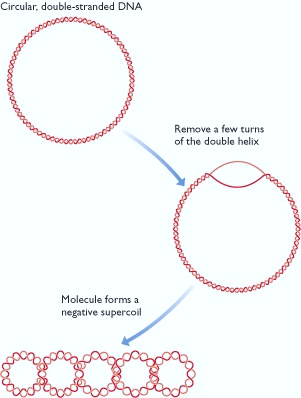 Circular, double-stranded DNA
Remove a few turns
of the double helix
Molecule forms a
negative supercoil